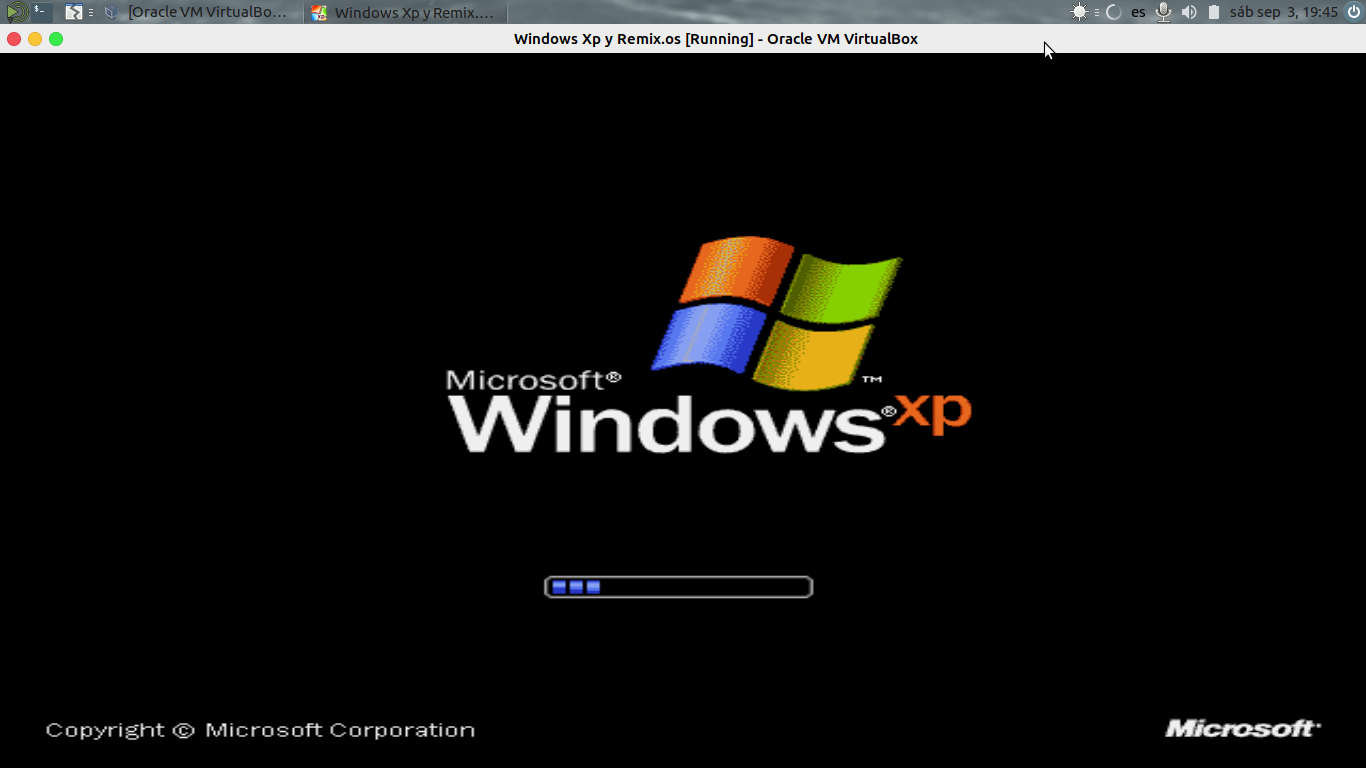 [Oracle VM VirtualBo... Windows Xp y Remix.... es sáb sep 3, 19:45
Windows Xp y Remix.os [Running] - Oracle VM VirtualBox
Microsoft®
Windows® xp ™
Copyright © Microsoft Corporation
Microsoft